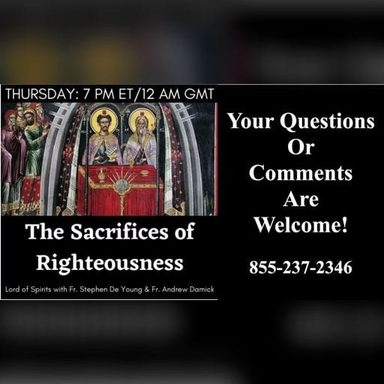 THURSDAY: 7 PM ET/12 AM GMT
The Sacrifices of
Righteousness
Lord of Spirits with Fr. Stephen De Young & Fr. Andrew Damick
Your Questions
Or
Comments
Are
Welcome!
855-237-2346